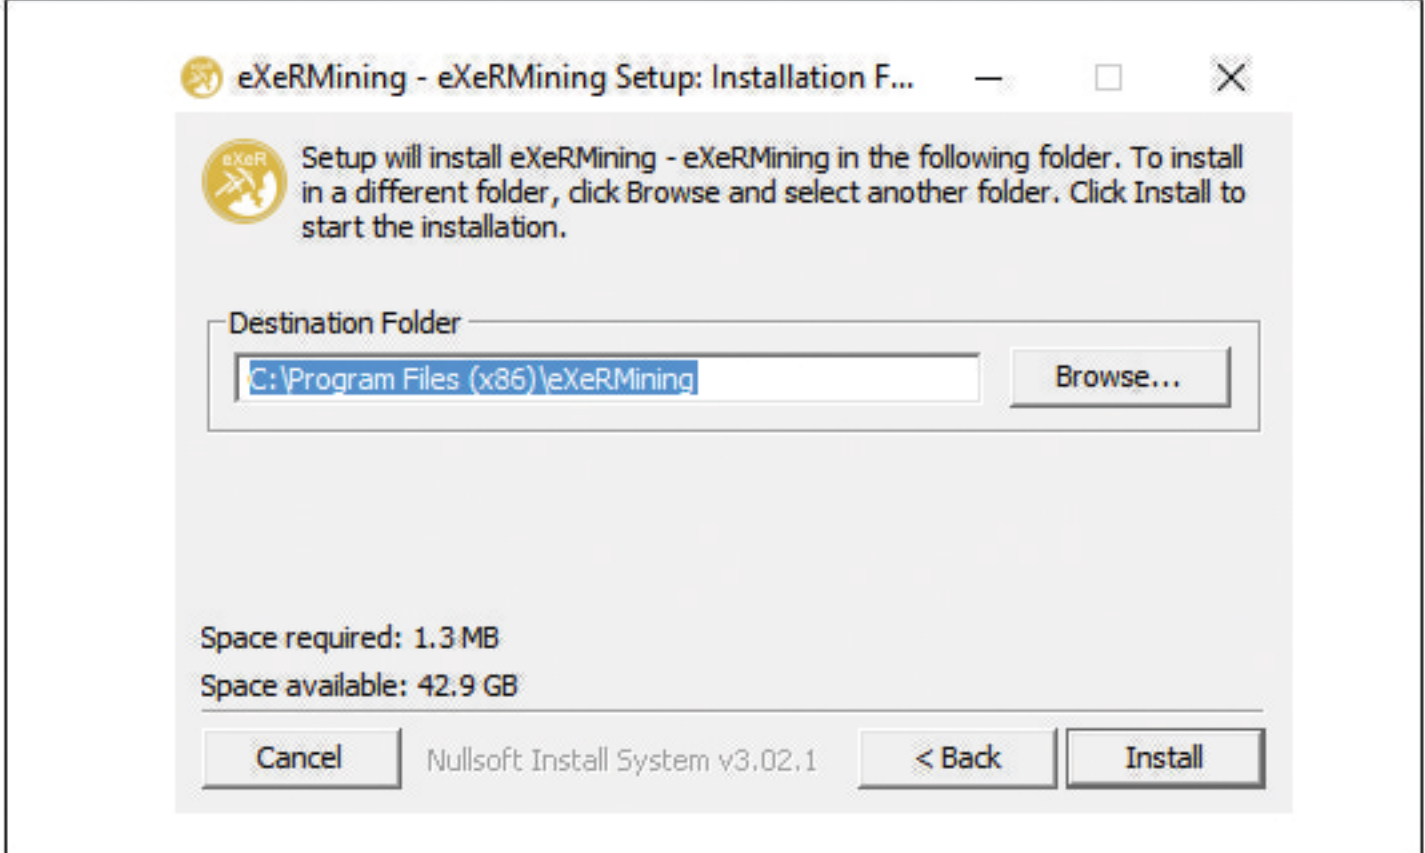 eXeRMining - eXeRMining Setup: Installation F...
eXeR
Setup will install eXeRMining - eXeRMining in the following folder. To install
in a different folder, click Browse and select another folder. Click Install to
start the installation.
Destination Folder
C:\Program Files (x86)\eXeRMining
Browse...
Space required: 1.3 MB
Space available: 42.9 GB
Cancel
Nullsoft Install System v3.02.1
< Back
Install